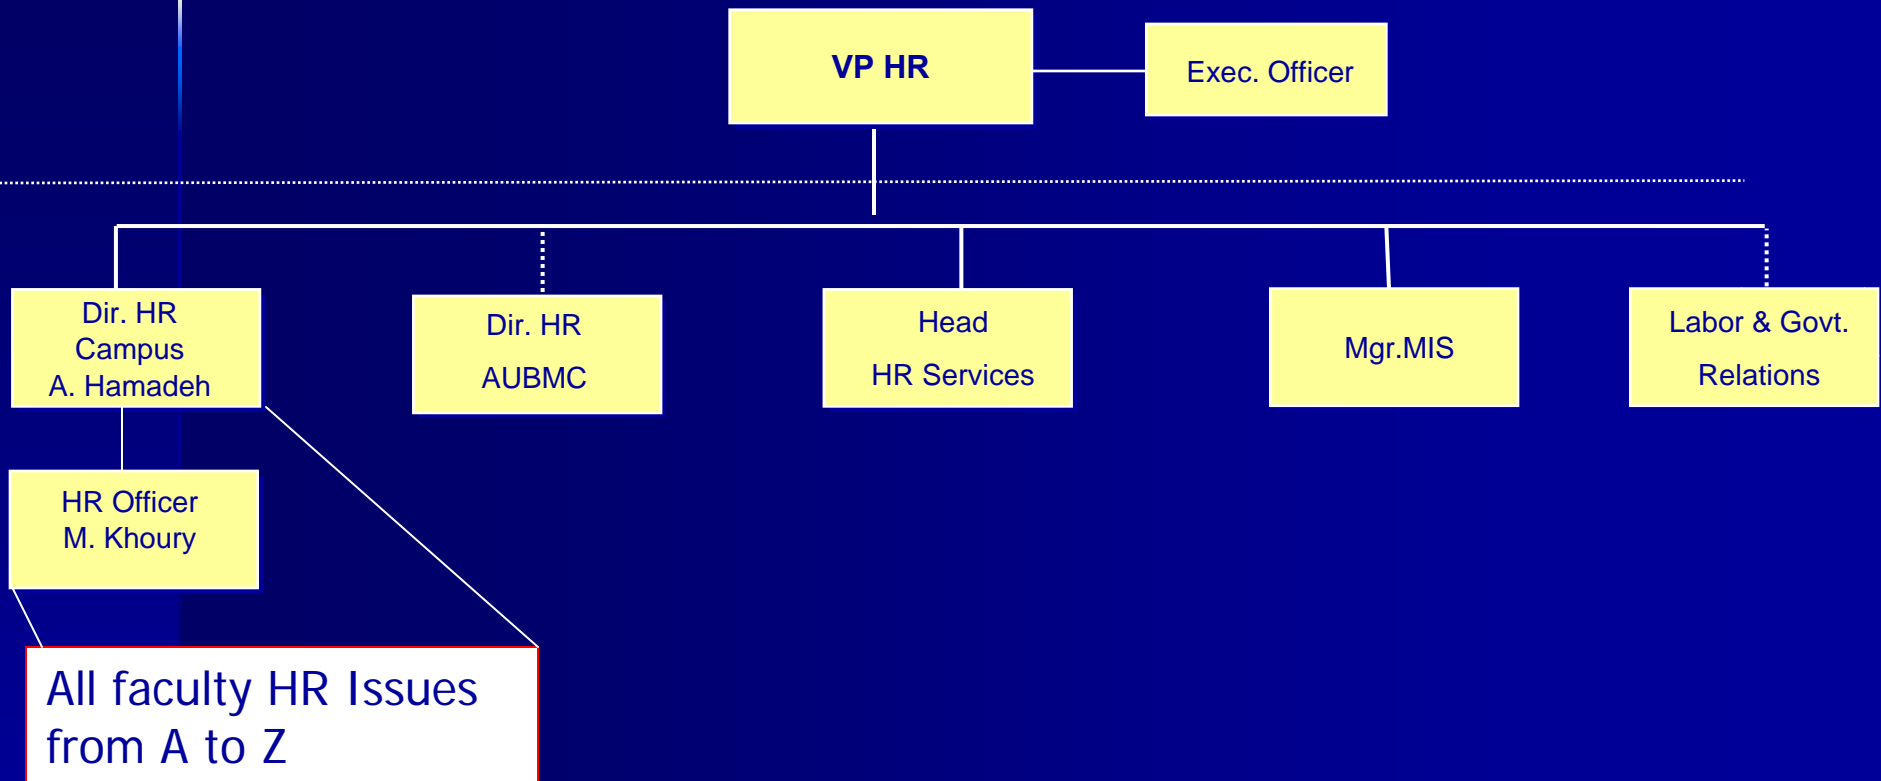 VP HR
Exec. Officer
Dir. HR
Campus
A. Hamadeh
Dir. HR
AUBMC
Head
HR Services
Mgr.MIS
Labor & Govt.
Relations
HR Officer
M. Khoury
All faculty HR Issues
from A to Z